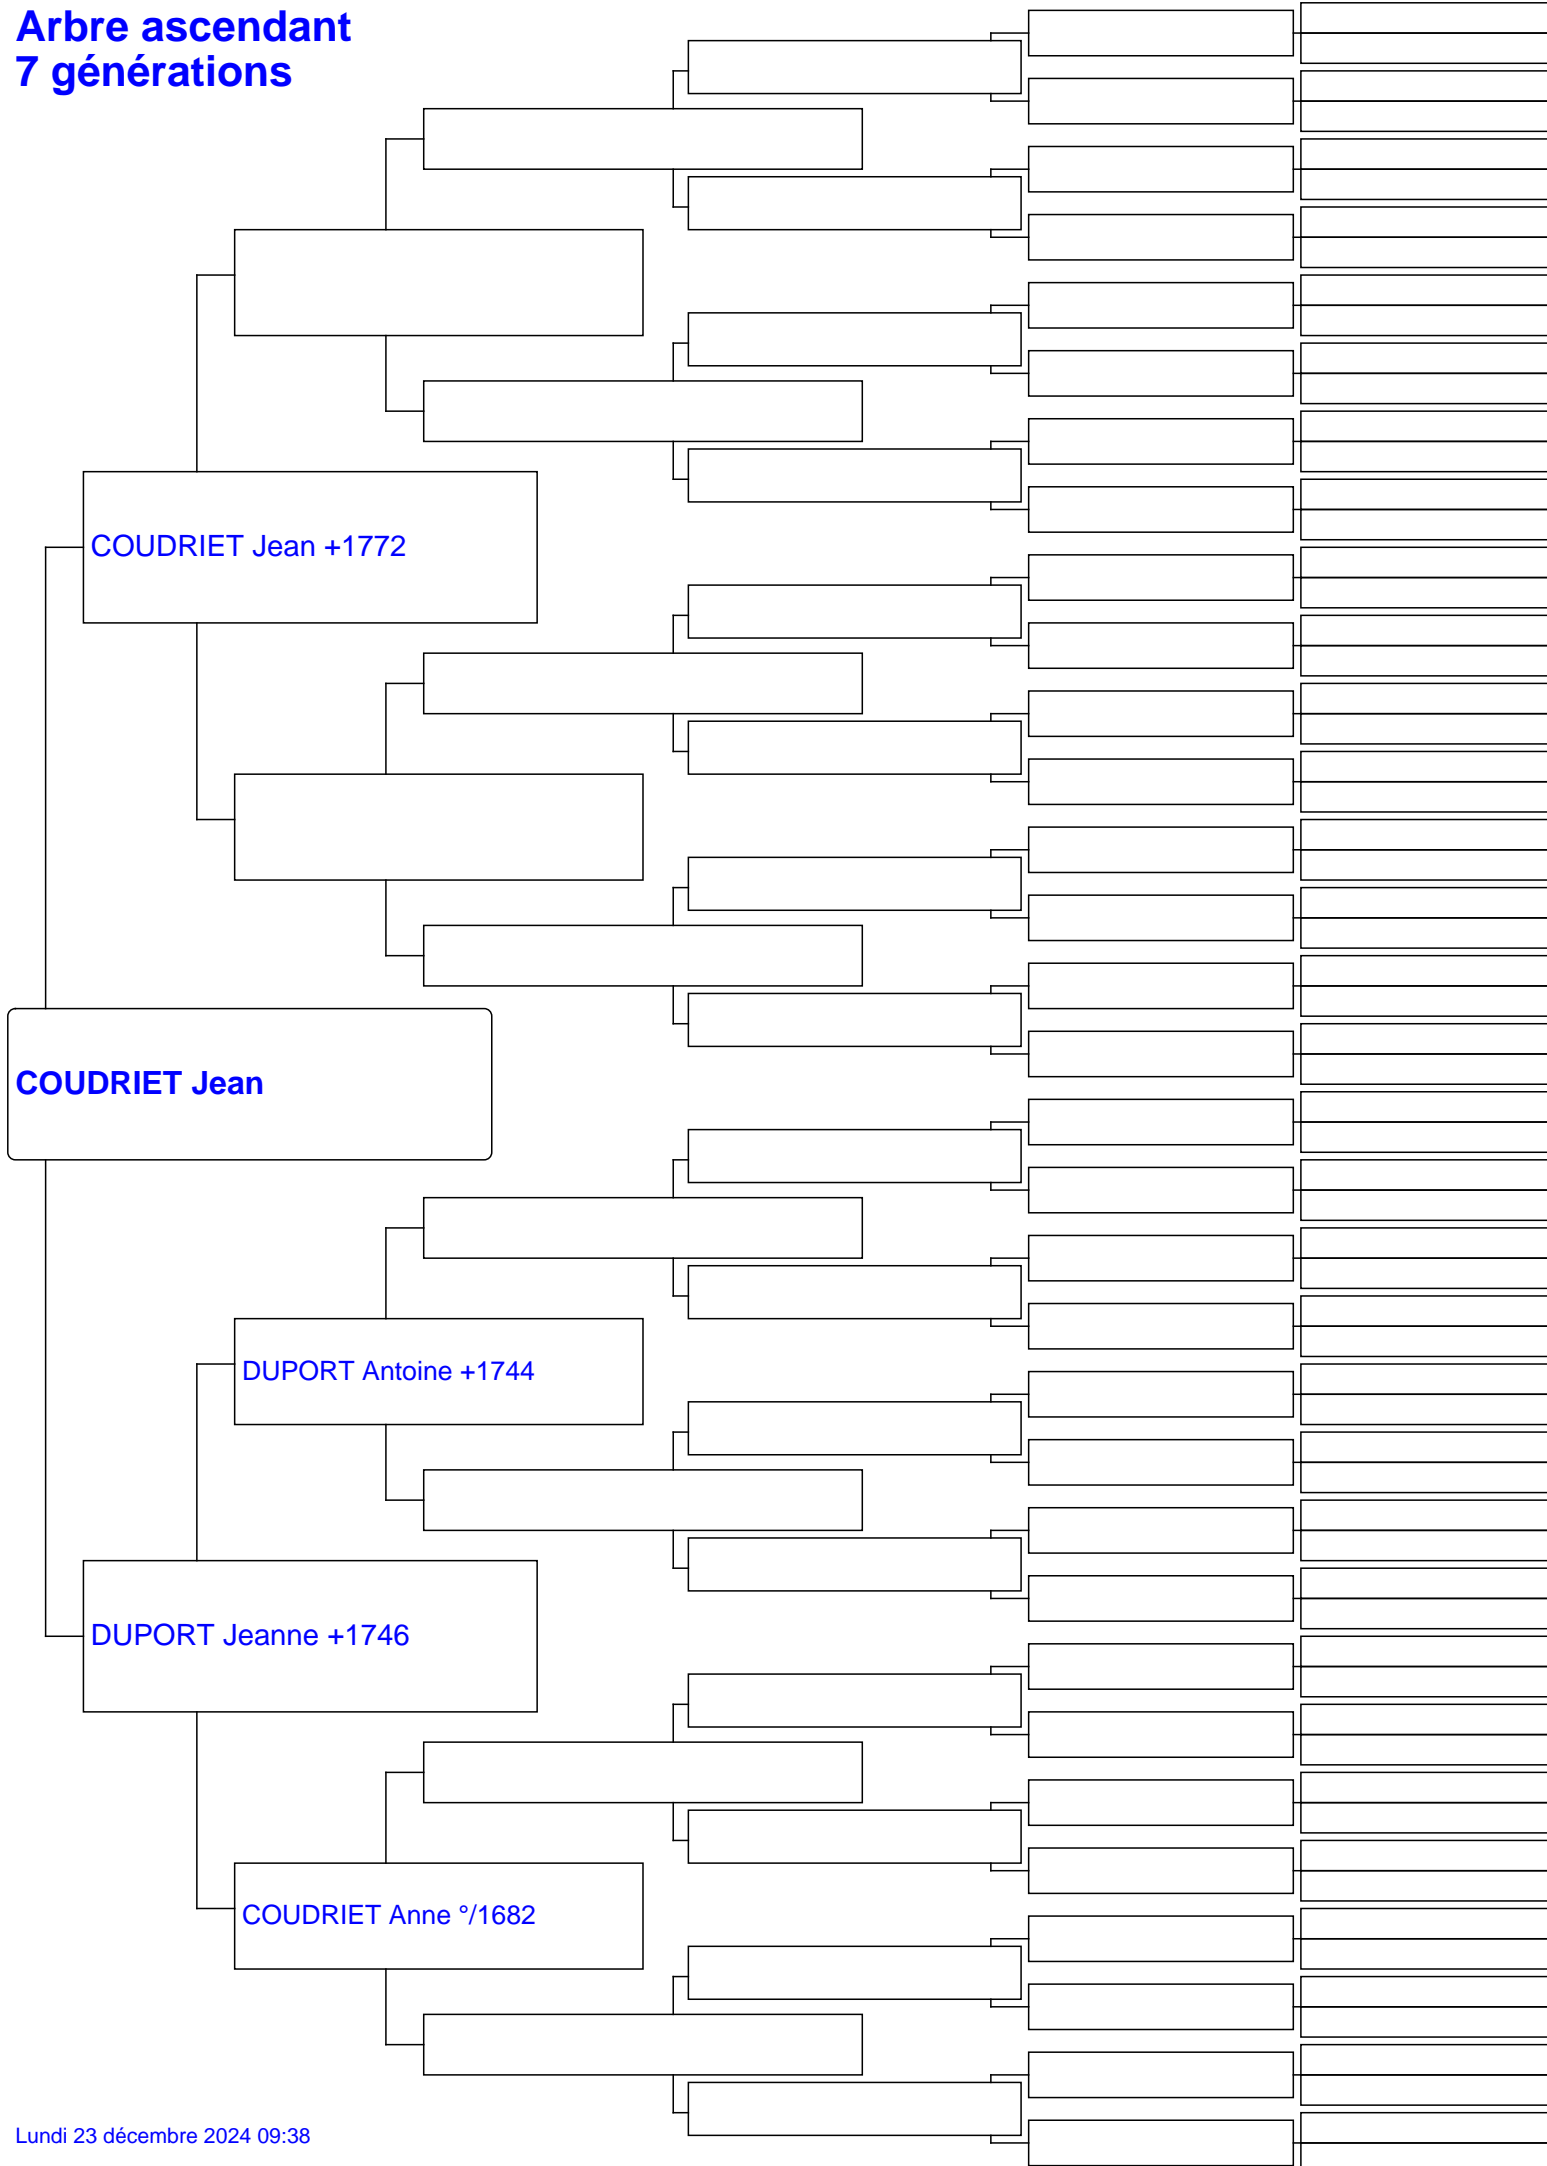 Arbre ascendant
7 générations
COUDRIET Jean +1772
COUDRIET Jean
DUPORT Antoine +1744
DUPORT Jeanne +1746
COUDRIET Anne °/1682
Lundi 23 décembre 2024 09:38